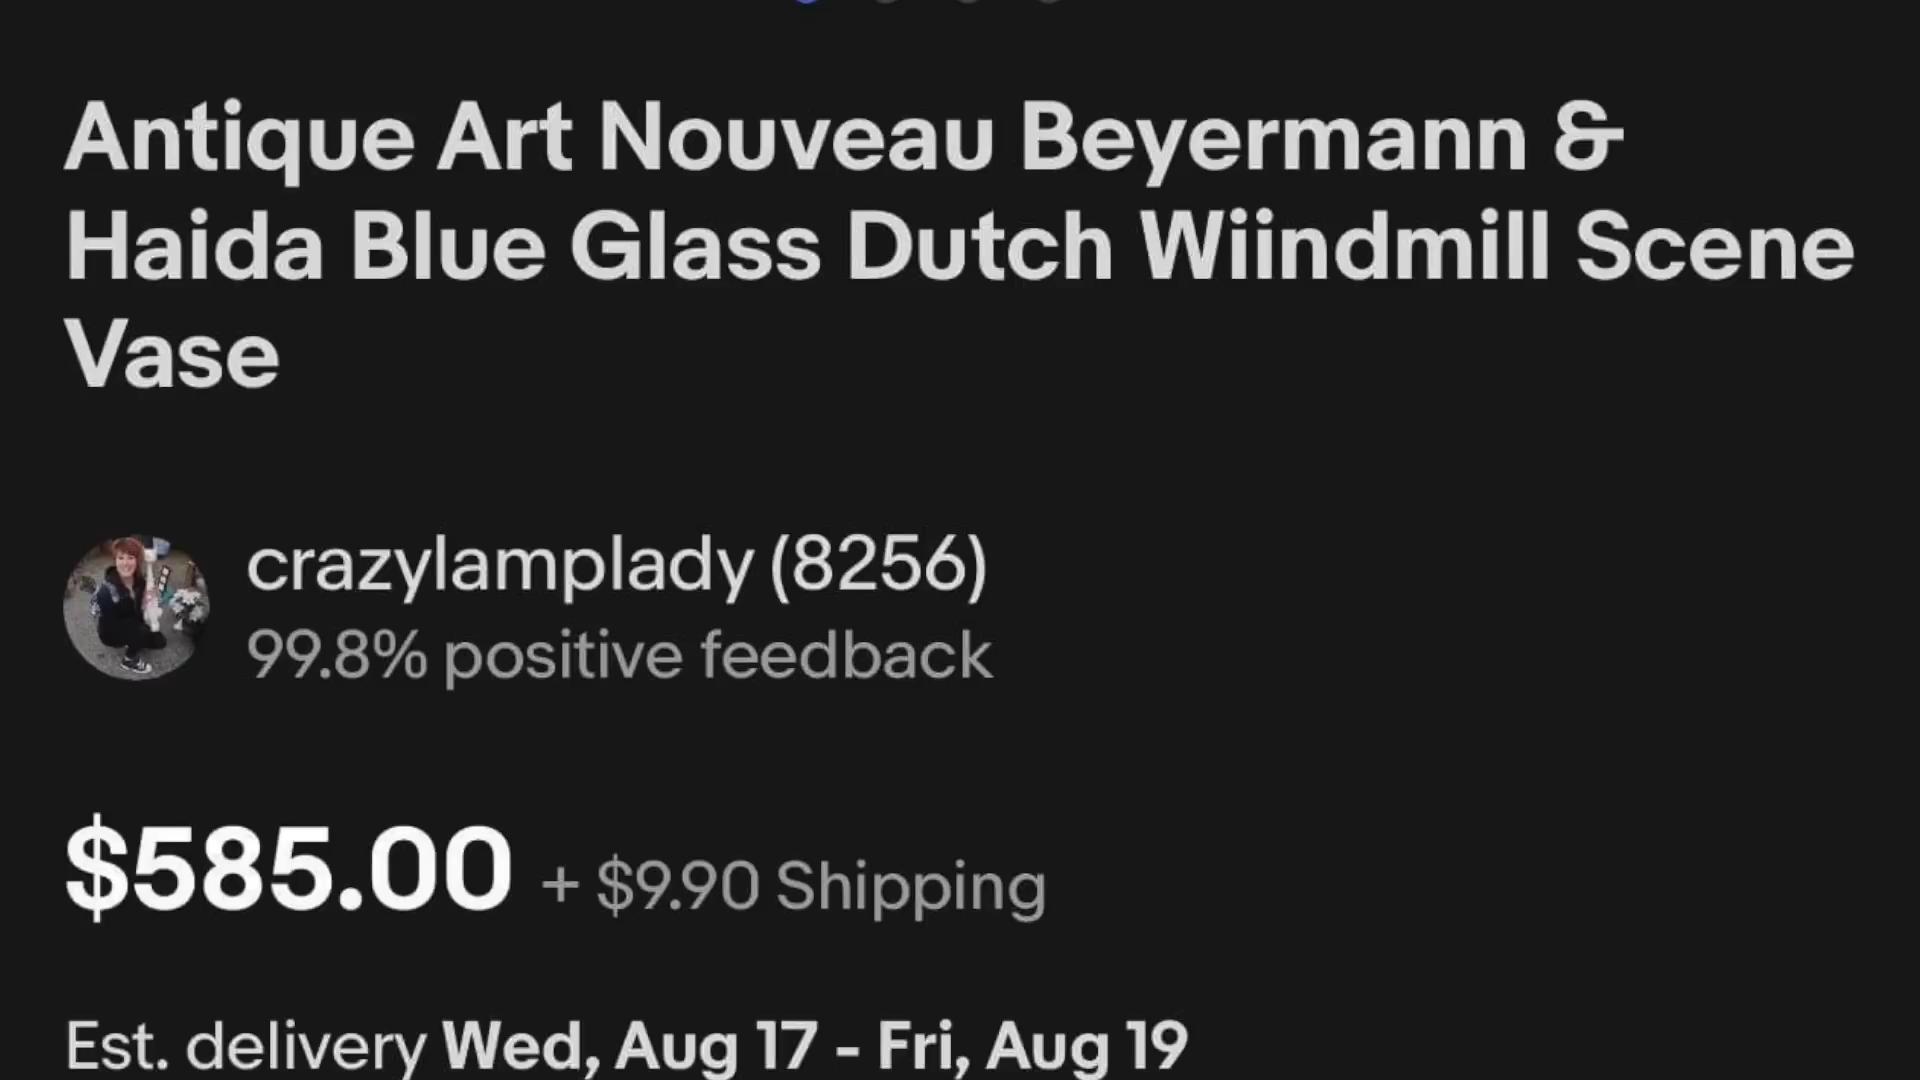 Antique Art Nouveau Beyermann &
Haida Blue Glass Dutch Wiindmill Scene
Vase
crazylamplady (8256)
99.8% positive feedback
$585.00 + $9.90 Shipping
Est. delivery Wed, Aug 17 - Fri, Aug 19